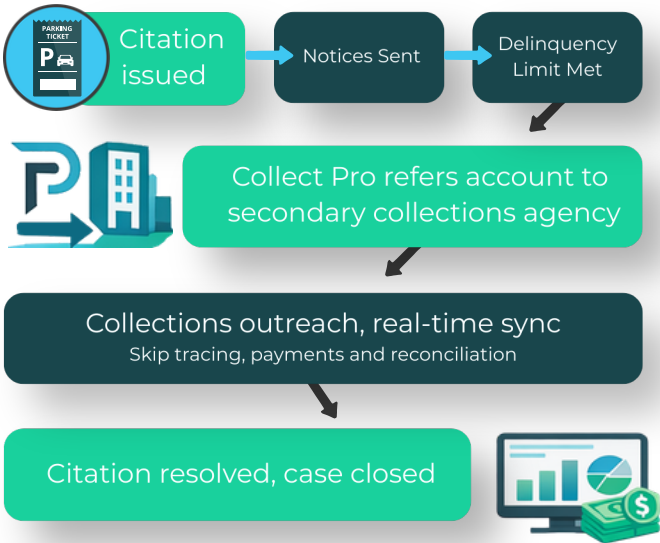 PARKING
TICKET
P
Citation
issued
Notices Sent
Delinquency
Limit Met
Collect Pro refers account to
secondary collections agency
Collections outreach, real-time sync
Skip tracing, payments and reconciliation
Citation resolved, case closed
$